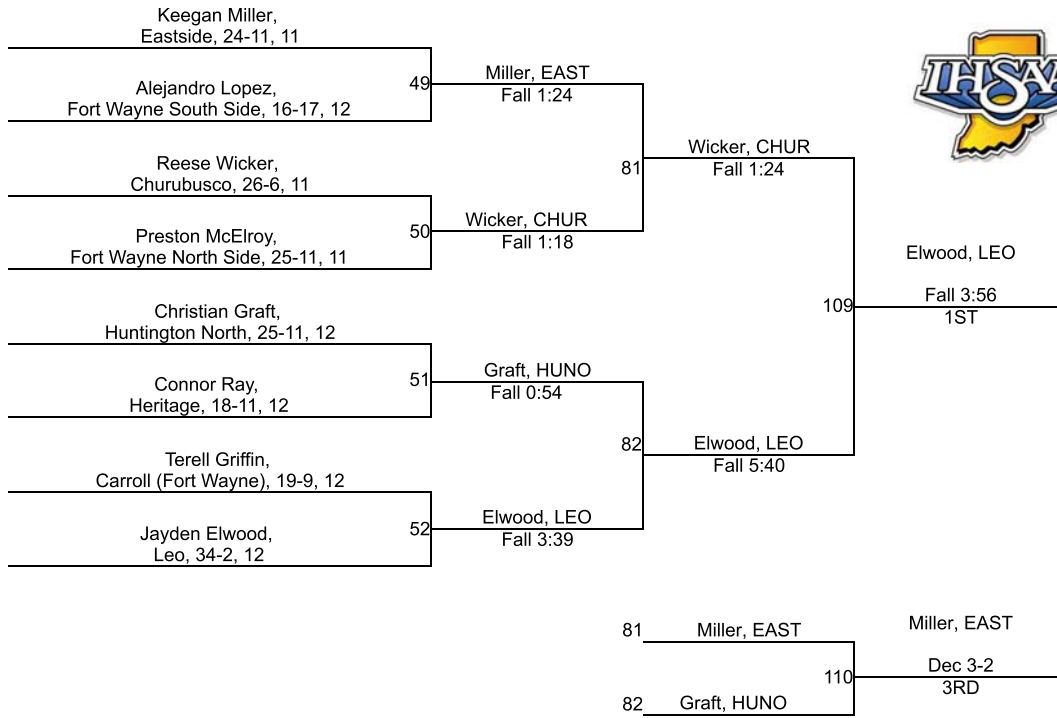 Keegan Miller,
Eastside, 24-11, 11
Alejandro Lopez,
Fort Wayne South Side, 16-17, 12
49
Miller, EAST
Fall 1:24
Reese Wicker,
Churubusco, 26-6, 11
Preston McElroy,
Fort Wayne North Side, 25-11, 11
50
Wicker, CHUR
Fall 1:18
81
Wicker, CHUR
Fall 1:24
Christian Graft,
Huntington North, 25-11, 12
Connor Ray,
Heritage, 18-11, 12
51
Graft, HUNO
Fall 0:54
Terell Griffin,
Carroll (Fort Wayne), 19-9, 12
Jayden Elwood,
Leo, 34-2, 12
52
Elwood, LEO
Fall 3:39
82
Elwood, LEO
Fall 5:40
109
Elwood, LEO
Fall 3:56
1ST
IHSAA
81
Miller, EAST
82
Graft, HUNO
110
Miller, EAST
Dec 3-2
3RD